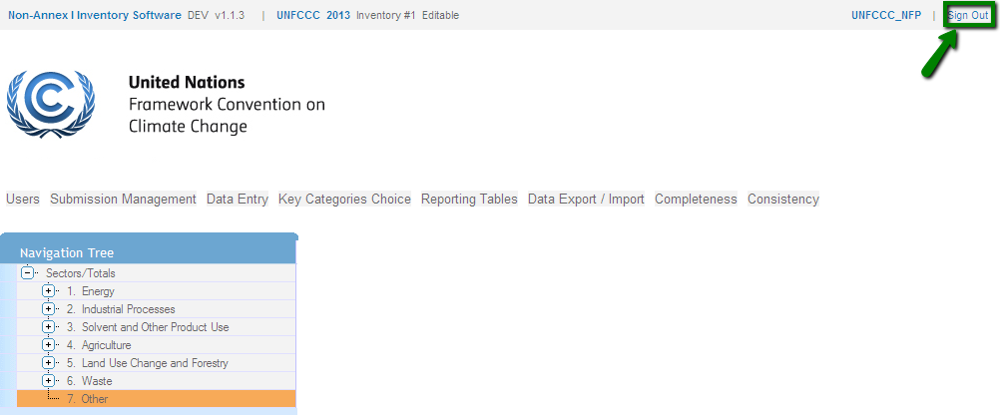 Non-Annex I Inventory Software DEV v1.1.3 | UNFCCC 2013 Inventory #1 Editable UNFCCC_NFP | Sign Out
United Nations
Framework Convention on
Climate Change
Users Submission Management Data Entry Key Categories Choice Reporting Tables Data Export / Import Completeness Consistency
Navigation Tree
Sectors/Totals
1. Energy
2. Industrial Processes
3. Solvent and Other Product Use
4. Agriculture
5. Land Use Change and Forestry
6. Waste
7. Other